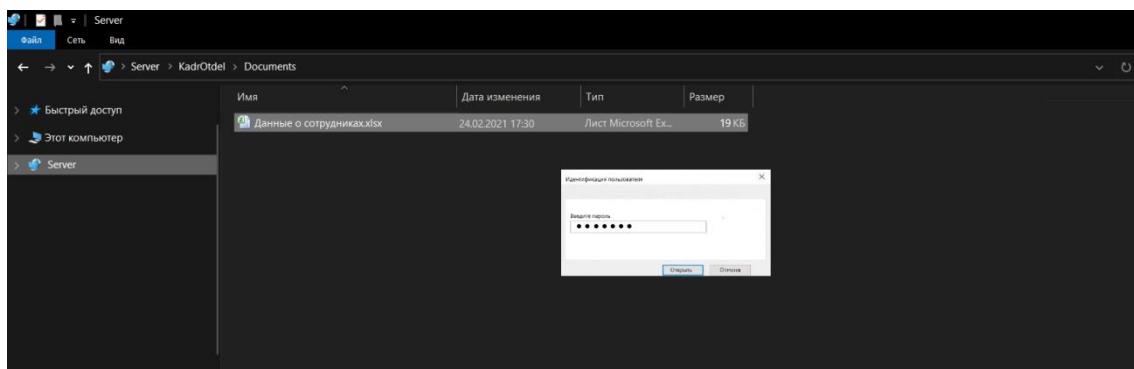 Server
Файл Сеть Вид
Server > KadrOtdel > Documents
Имя Дата изменения Тип Размер
Быстрый доступ
Данные о сотрудниках.xlsx 24.02.2021 17:30 Лист Microsoft Ex... 19 КБ
Этот компьютер
Server
Идентификация пользователя
Введите пароль
Открыть Отмена